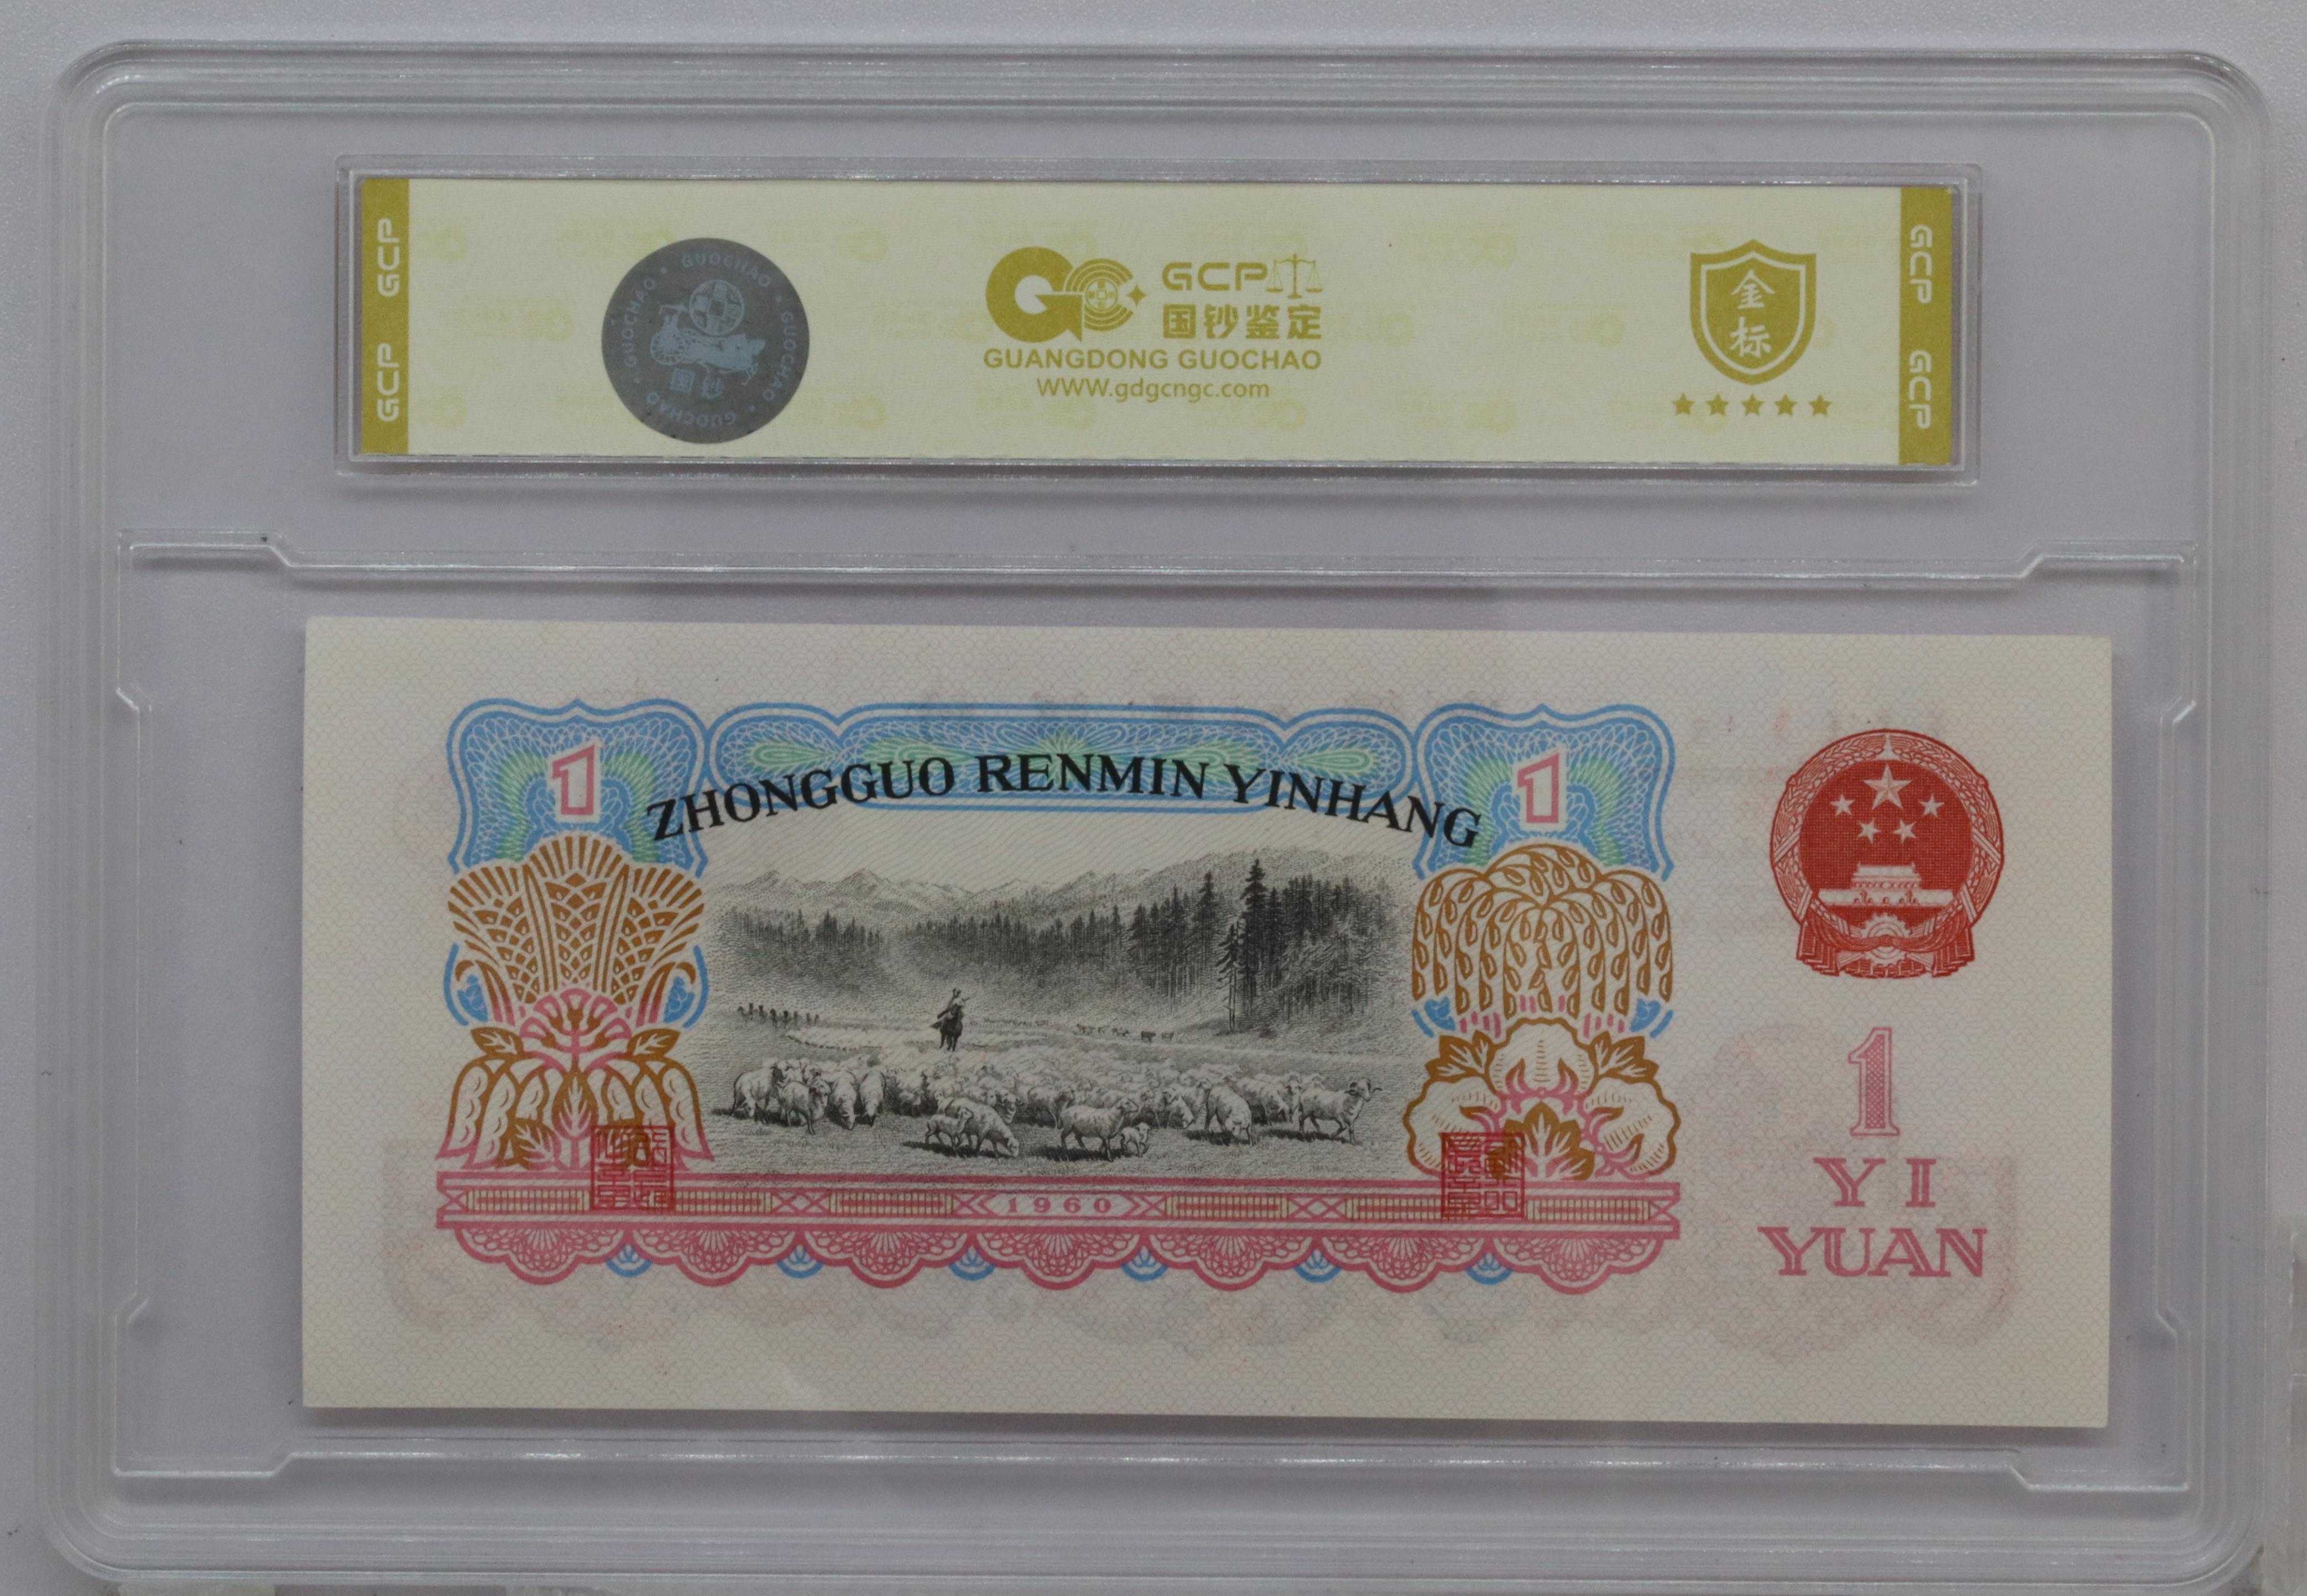 GCP GCP
GUOCHAO • GUOCHAO • GUOCHAO • GUOCHAO
国钞
GCP
国钞鉴定
GUANGDONG GUOCHAO
WWW.gdgcngc.com
金标
GCP GCP
ZHONGGUO RENMIN YINHANG
1
1
1960
1
YI
YUAN